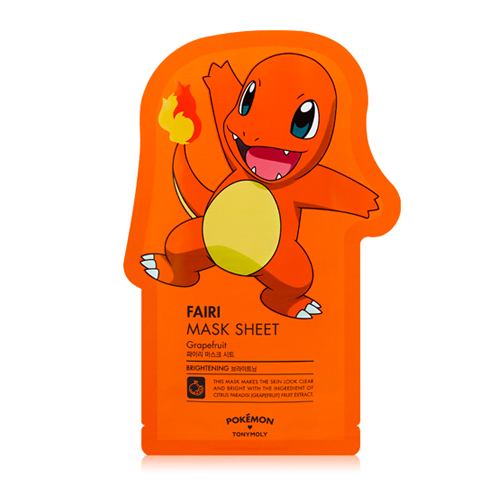 FAIRI
MASK SHEET
Grapefruit
파이리 마스크 시트
BRIGHTENING 브라이트닝
THIS MASK MAKES THE SKIN LOOK CLEAR
AND BRIGHT WITH THE INGREDIENT OF
CITRUS PARADISI (GRAPEFRUIT) FRUIT EXTRACT.
POKÉMON
♥
TONYMOLY